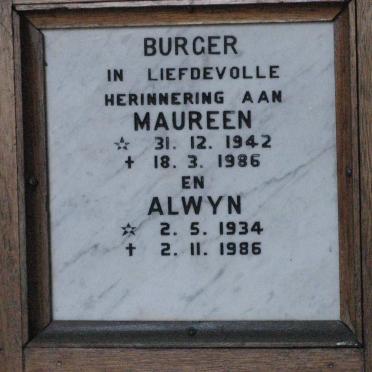 BURGER
IN LIEFDEVOLLE
HERINNERING AAN
MAUREEN
☆ 31. 12. 1942
✝ 18. 3. 1986
EN
ALWYN
☆ 2. 5. 1934
✝ 2. 11. 1986